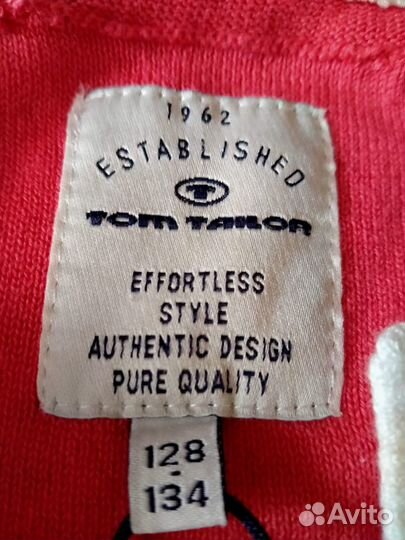 1962
ESTABLISHED
T
TOM TAILOR
EFFORTLESS
STYLE
AUTHENTIC DESIGN
PURE QUALITY
128
-
134
Avito